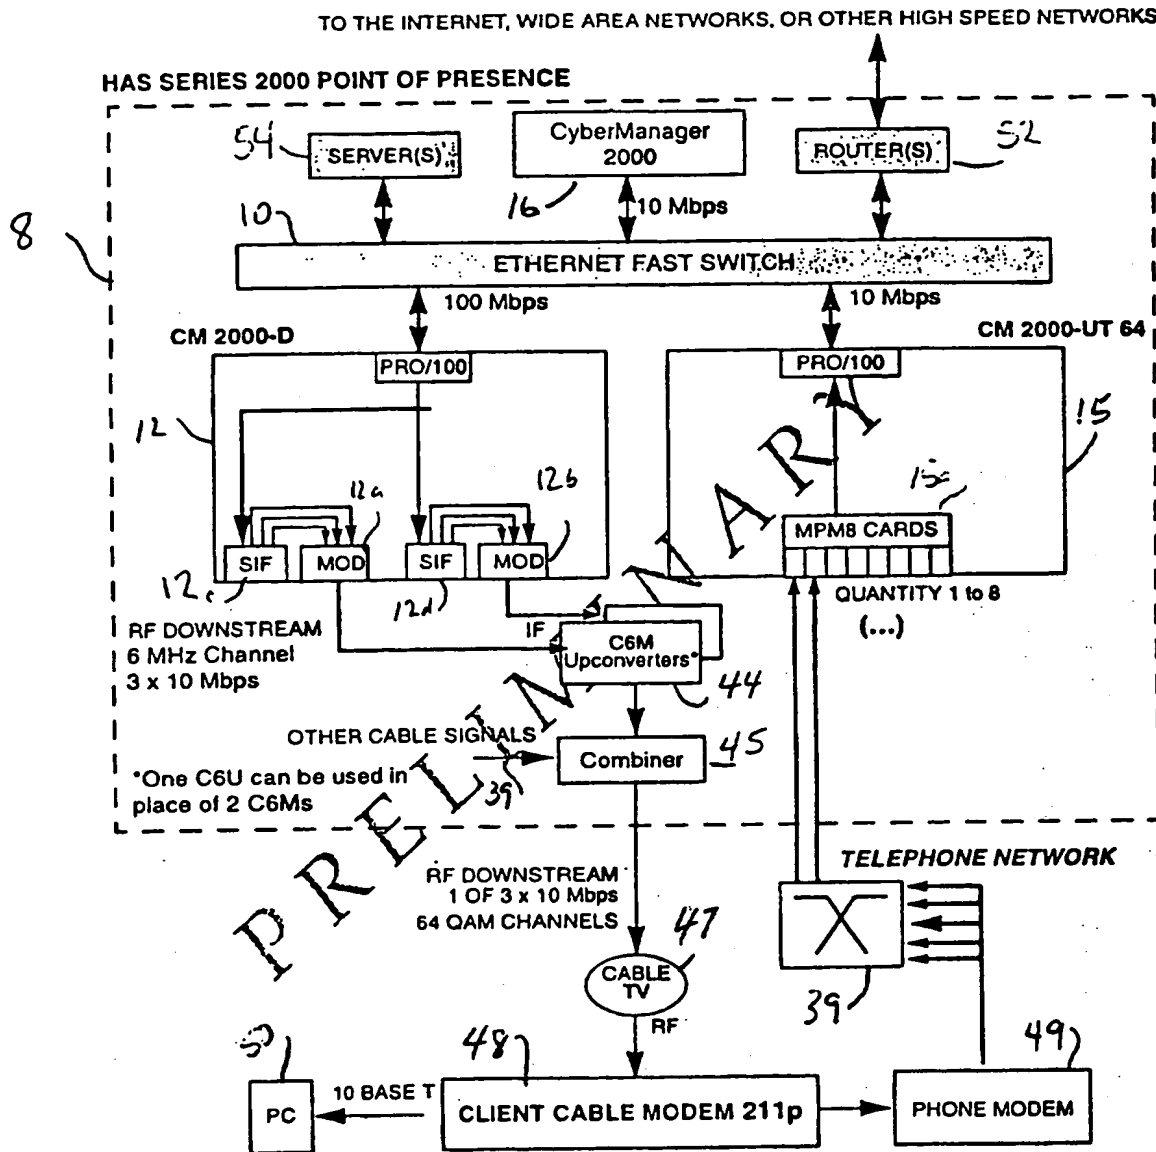 TO THE INTERNET, WIDE AREA NETWORKS, OR OTHER HIGH SPEED NETWORKS
HAS SERIES 2000 POINT OF PRESENCE
54
SERVER(S)
CyberManager
2000
16
ROUTER(S)
52
8
10
10 Mbps
ETHERNET FAST SWITCH
100 Mbps
10 Mbps
CM 2000-D
CM 2000-UT 64
PRO/100
PRO/100
12
15
12a
12b
15a
MPM8 CARDS
SIF
MOD
SIF
MOD
12c
12d
QUANTITY 1 to 8
(...)
RF DOWNSTREAM
6 MHz Channel
3 x 10 Mbps
IF
C6M
Upconverters*
44
OTHER CABLE SIGNALS
39
Combiner
45
*One C6U can be used in
place of 2 C6Ms
PRELIMINARY
TELEPHONE NETWORK
RF DOWNSTREAM
1 OF 3 x 10 Mbps
64 QAM CHANNELS
47
CABLE
TV
39
RF
50
48
49
10 BASE T
PC
CLIENT CABLE MODEM 211p
PHONE MODEM